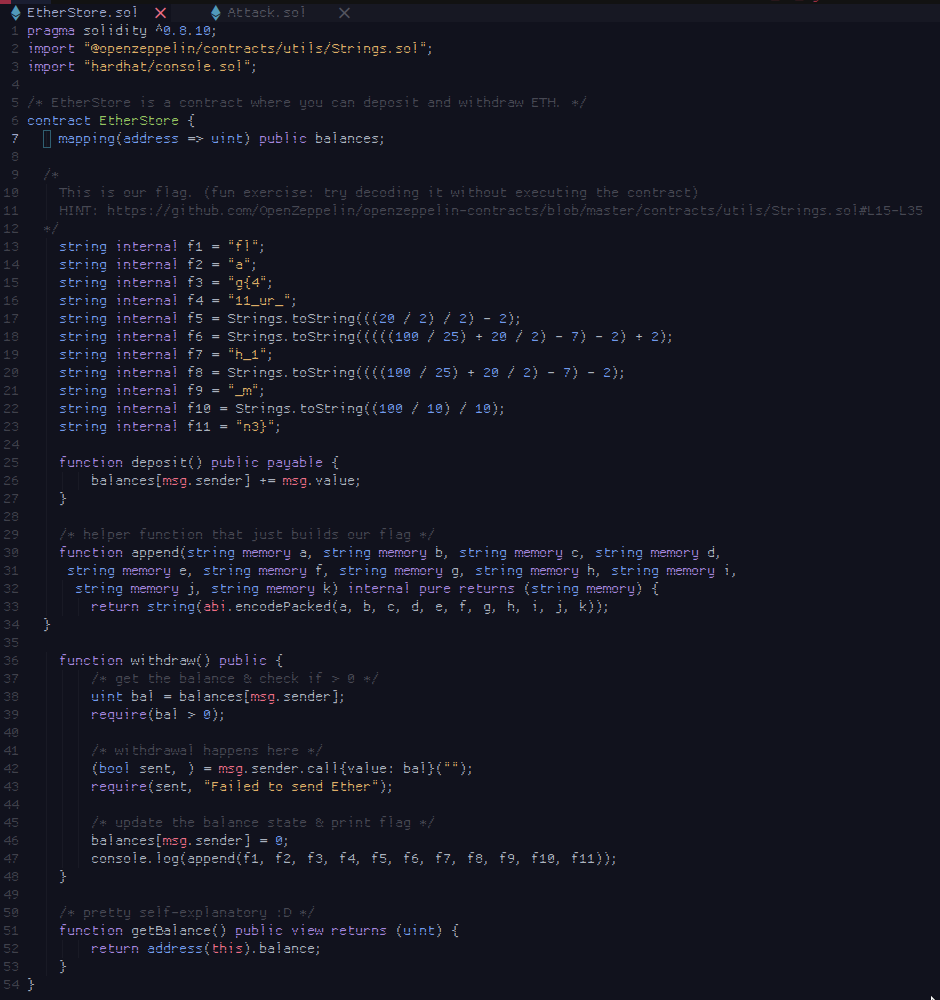 EtherStore.sol
Attack.sol
1 pragma solidity ^0.8.10;
2 import "@openzeppelin/contracts/utils/Strings.sol";
3 import "hardhat/console.sol";
4
5 /* EtherStore is a contract where you can deposit and withdraw ETH. */
6 contract EtherStore {
7 mapping(address => uint) public balances;
8
9 /*
10 This is our flag. (fun exercise: try decoding it without executing the contract)
11 HINT: https://github.com/OpenZeppelin/openzeppelin-contracts/blob/master/contracts/utils/Strings.sol#L15-L35
12 */
13 string internal f1 = "fl";
14 string internal f2 = "a";
15 string internal f3 = "g{4";
16 string internal f4 = "11_ur_";
17 string internal f5 = Strings.toString(((20 / 2) / 2) - 2);
18 string internal f6 = Strings.toString(((((100 / 25) + 20 / 2) - 7) - 2) + 2);
19 string internal f7 = "h_1";
20 string internal f8 = Strings.toString((((100 / 25) + 20 / 2) - 7) - 2);
21 string internal f9 = "_m";
22 string internal f10 = Strings.toString((100 / 10) / 10);
23 string internal f11 = "n3}";
24
25 function deposit() public payable {
26 balances[msg.sender] += msg.value;
27 }
28
29 /* helper function that just builds our flag */
30 function append(string memory a, string memory b, string memory c, string memory d,
31 string memory e, string memory f, string memory g, string memory h, string memory i,
32 string memory j, string memory k) internal pure returns (string memory) {
33 return string(abi.encodePacked(a, b, c, d, e, f, g, h, i, j, k));
34 }
35
36 function withdraw() public {
37 /* get the balance & check if > 0 */
38 uint bal = balances[msg.sender];
39 require(bal > 0);
40
41 /* withdrawal happens here */
42 (bool sent, ) = msg.sender.call{value: bal}("");
43 require(sent, "Failed to send Ether");
44
45 /* update the balance state & print flag */
46 balances[msg.sender] = 0;
47 console.log(append(f1, f2, f3, f4, f5, f6, f7, f8, f9, f10, f11));
48 }
49
50 /* pretty self-explanatory :D */
51 function getBalance() public view returns (uint) {
52 return address(this).balance;
53 }
54 }